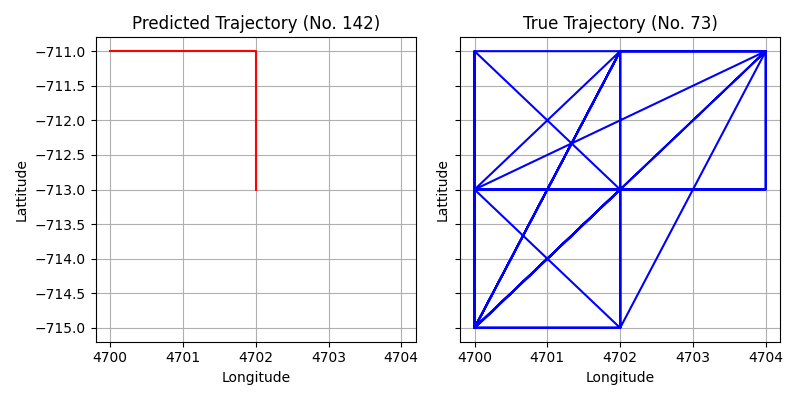 Predicted Trajectory (No. 142)
−711.0
−711.5
−712.0
−712.5
−713.0
−713.5
−714.0
−714.5
−715.0
Lattitude
4700 4701 4702 4703 4704
Longitude
True Trajectory (No. 73)
Lattitude
4700 4701 4702 4703 4704
Longitude